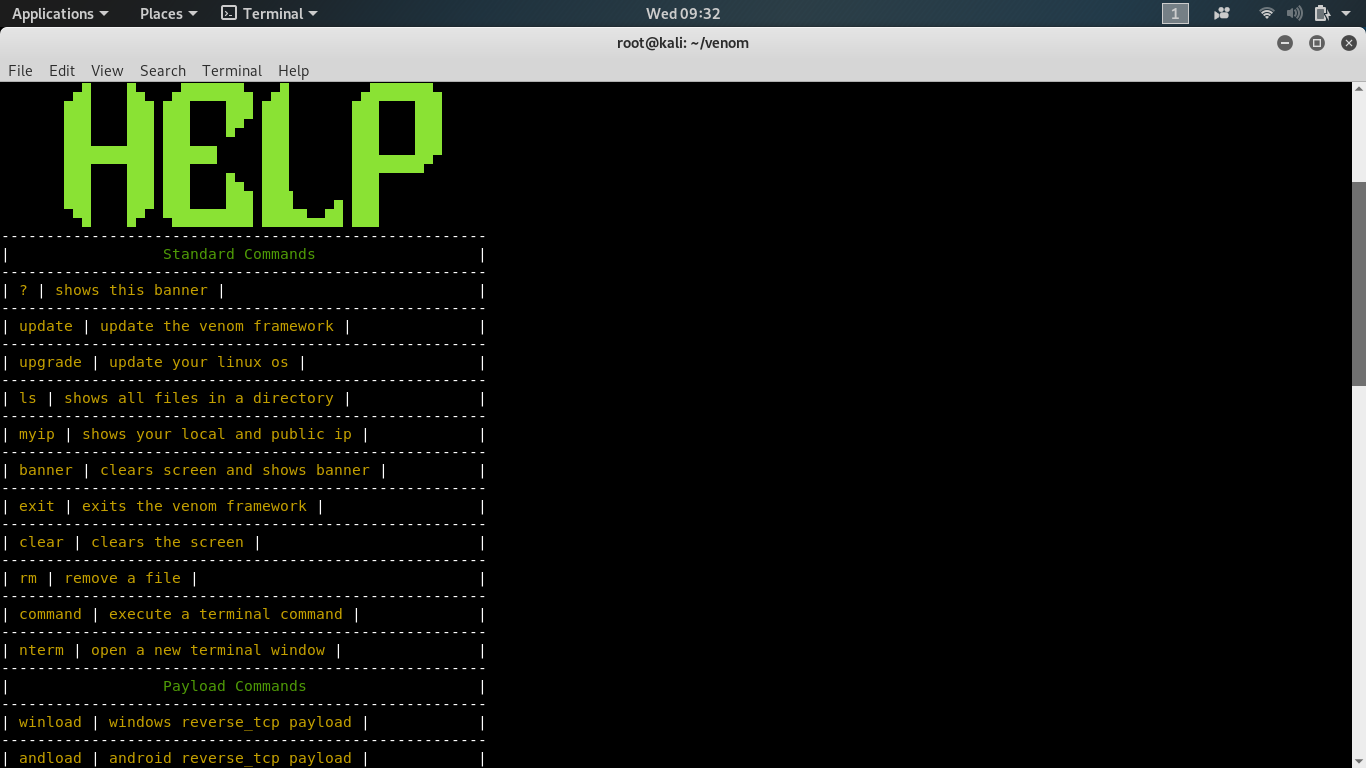 Applications Places Terminal Wed 09:32 1
root@kali: ~/venom
File Edit View Search Terminal Help
HELP
------------------------------------------------------
| Standard Commands |
------------------------------------------------------
| ? | shows this banner | |
------------------------------------------------------
| update | update the venom framework | |
------------------------------------------------------
| upgrade | update your linux os | |
------------------------------------------------------
| ls | shows all files in a directory | |
------------------------------------------------------
| myip | shows your local and public ip | |
------------------------------------------------------
| banner | clears screen and shows banner | |
------------------------------------------------------
| exit | exits the venom framework | |
------------------------------------------------------
| clear | clears the screen | |
------------------------------------------------------
| rm | remove a file | |
------------------------------------------------------
| command | execute a terminal command | |
------------------------------------------------------
| nterm | open a new terminal window | |
------------------------------------------------------
| Payload Commands |
------------------------------------------------------
| winload | windows reverse_tcp payload | |
------------------------------------------------------
| andload | android reverse_tcp payload | |